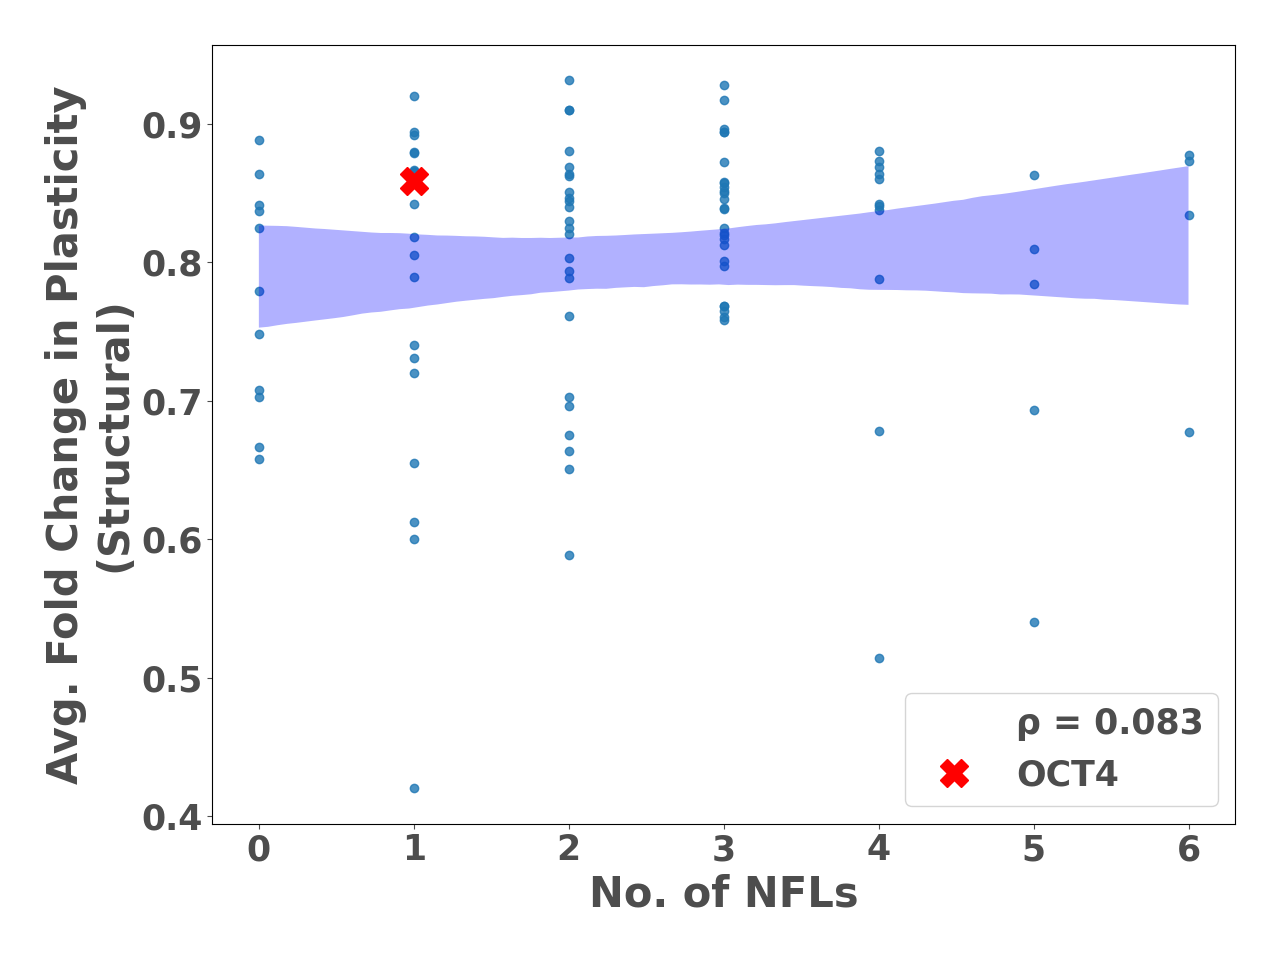 Avg. Fold Change in Plasticity
(Structural)
0.9
0.8
0.7
0.6
0.5
0.4
0 1 2 3 4 5 6
No. of NFLs
ρ = 0.083
OCT4